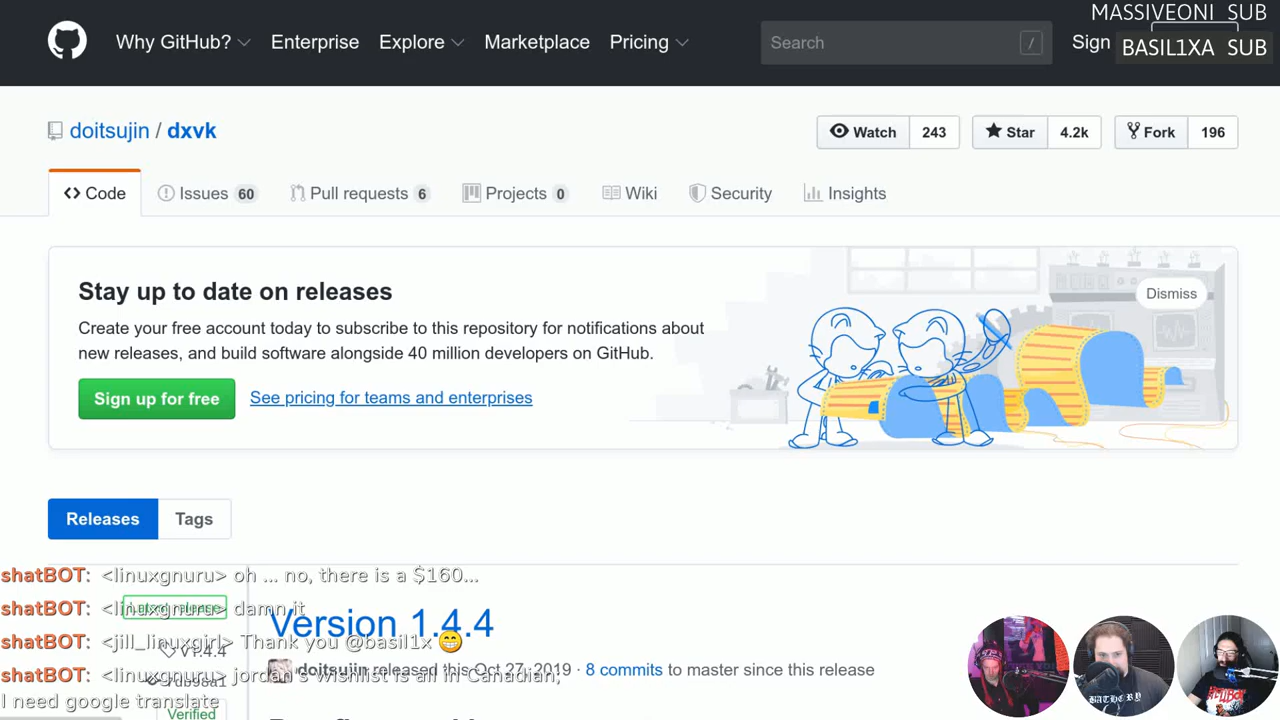 MASSIVEONI SUB
Why GitHub? Enterprise Explore Marketplace Pricing Search / Sign
BASIL1XA SUB
doitsujin / dxvk
Watch 243 Star 4.2k Fork 196
Code Issues 60 Pull requests 6 Projects 0 Wiki Security Insights
Stay up to date on releases
Dismiss
Create your free account today to subscribe to this repository for notifications about
new releases, and build software alongside 40 million developers on GitHub.
Sign up for free See pricing for teams and enterprises
Releases Tags
shatBOT: <linuxgnuru> oh ... no, there is a $160...
shatBOT: <linuxgnuru> damn it
Version 1.4.4
shatBOT: <jill_linuxgirl> Thank you @basil1x 😁
v1.4.4
doitsujin released this Oct 27, 2019 · 8 commits to master since this release
shatBOT: <linuxgnuru> jordan's wishlist is all in Canadian;
I need google translate
Verified